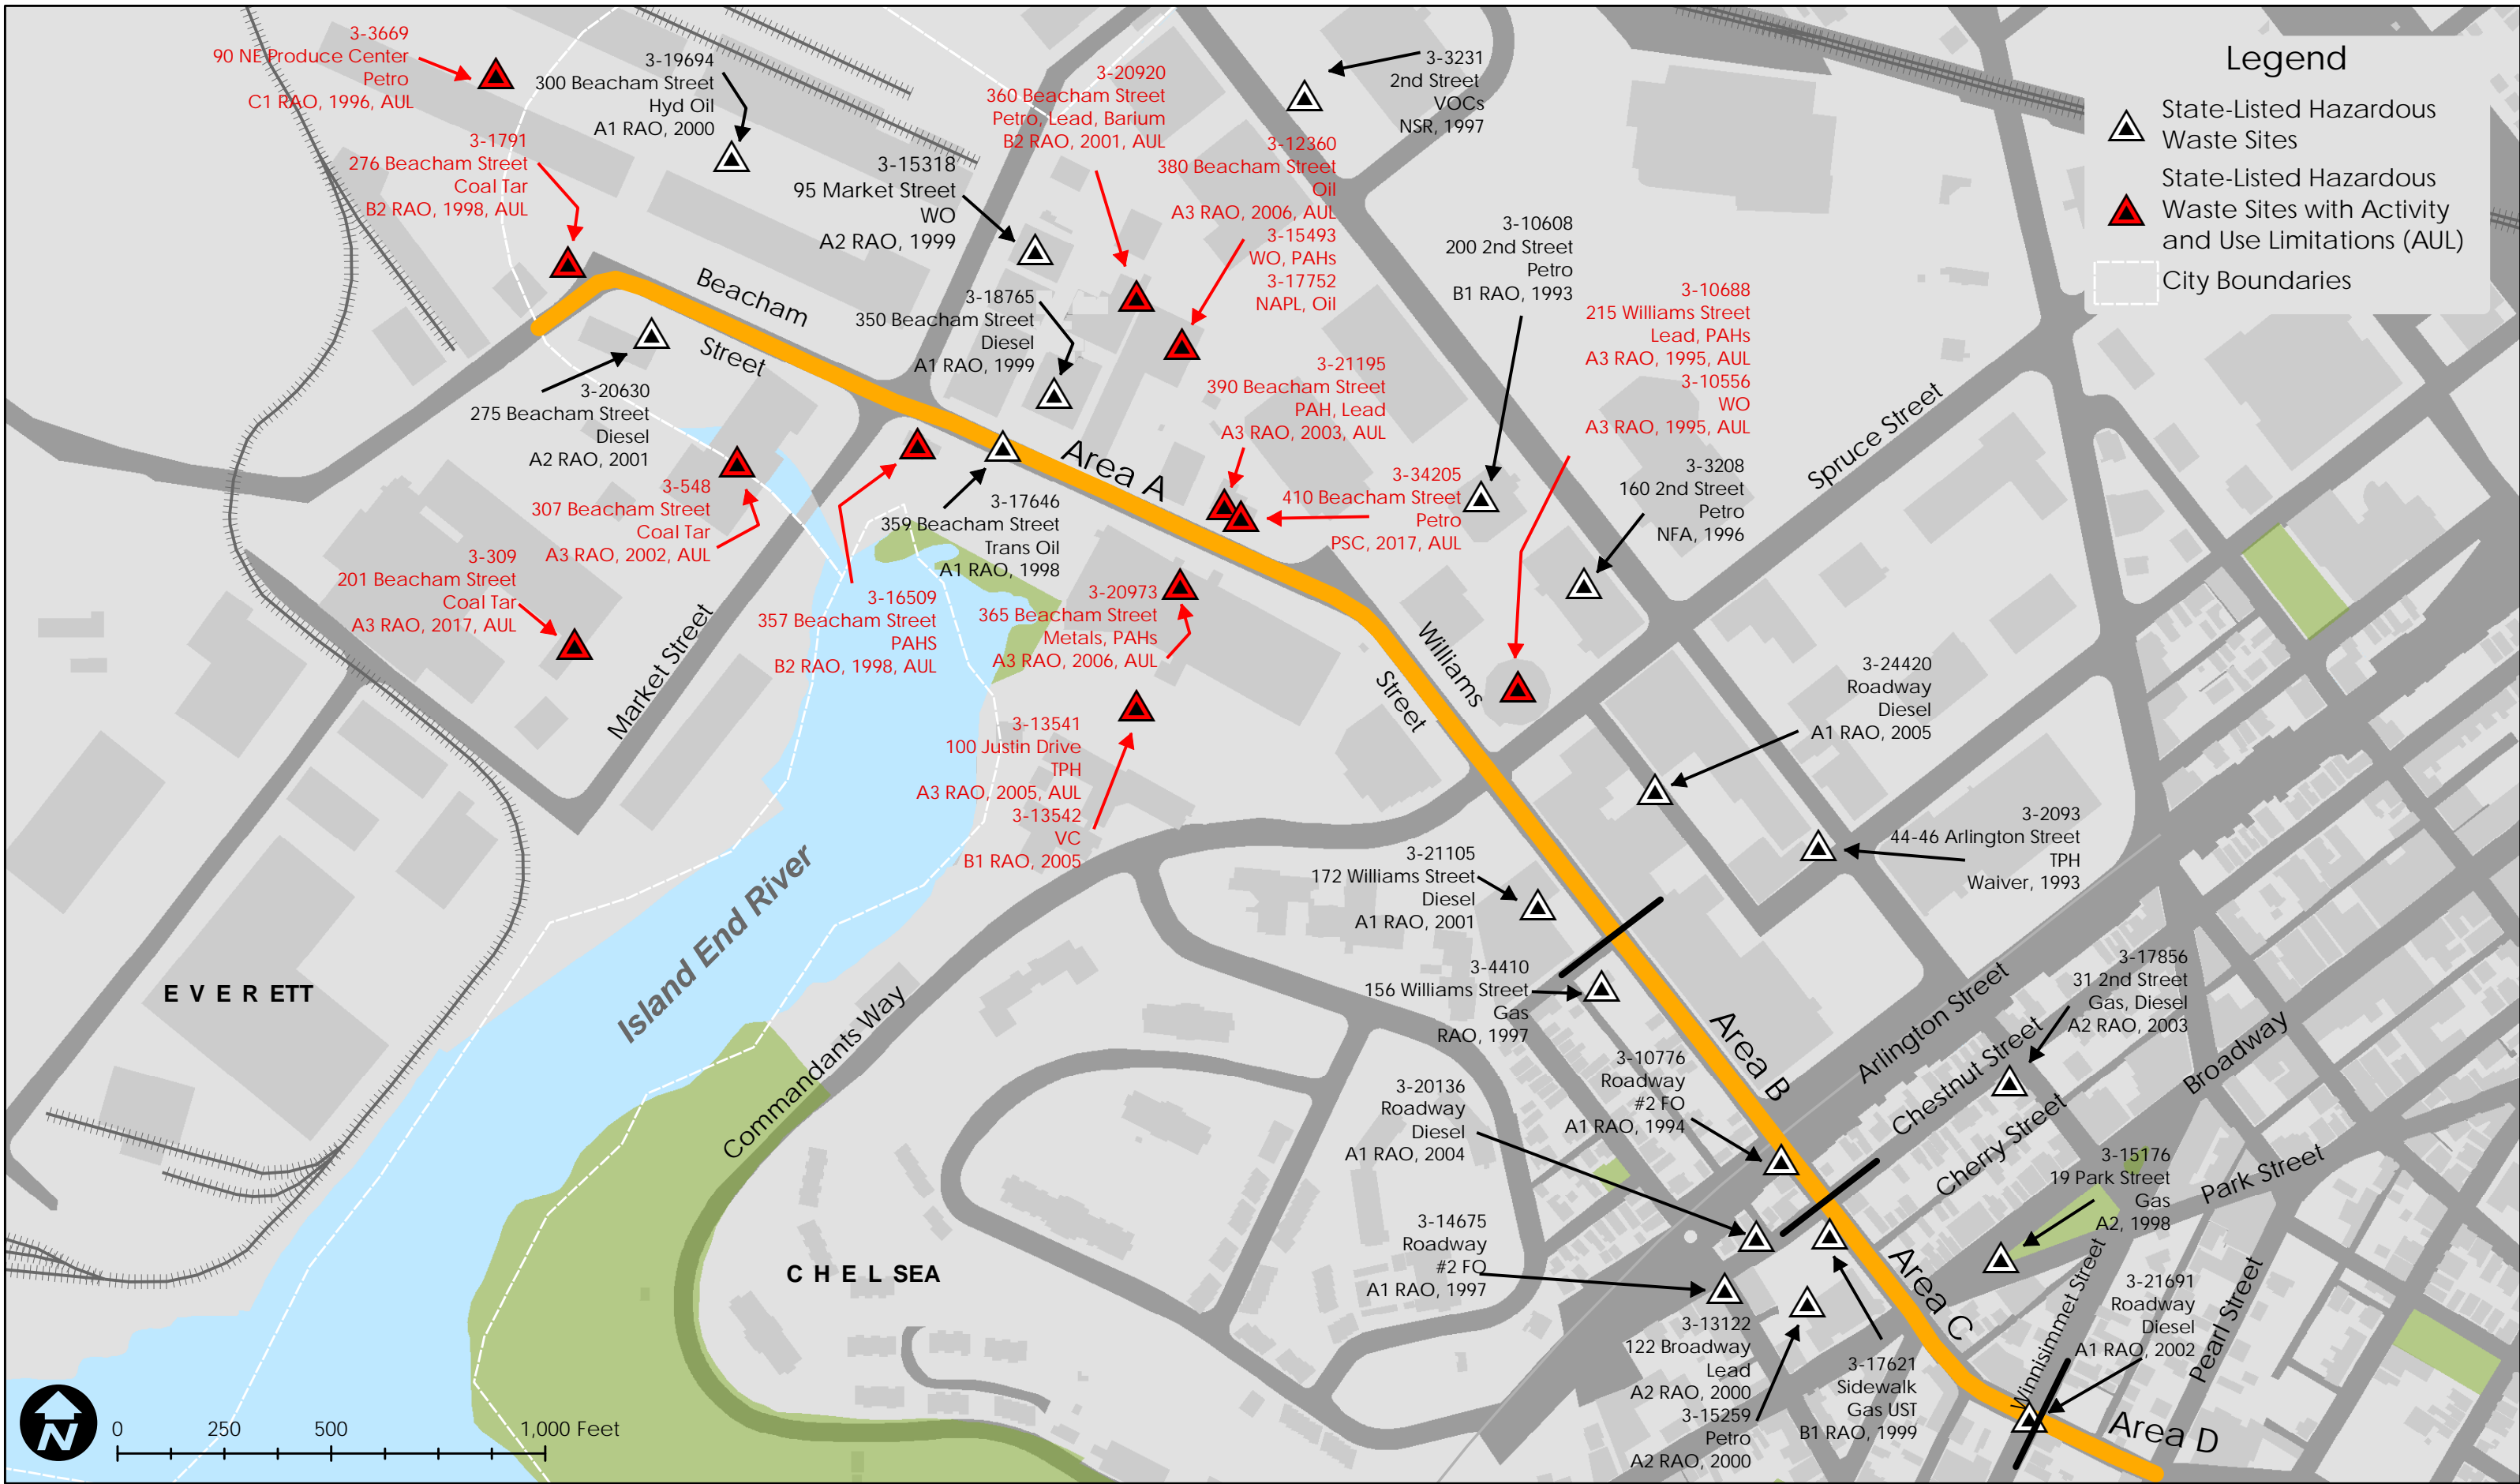 3-3669
90 NE Produce Center
Petro
C1 RAO, 1996, AUL
3-1791
276 Beacham Street
Coal Tar
B2 RAO, 1998, AUL
3-19694
300 Beacham Street
Hyd Oil
A1 RAO, 2000
3-15318
95 Market Street
WO
A2 RAO, 1999
3-20920
360 Beacham Street
Petro, Lead, Barium
B2 RAO, 2001, AUL
3-12360
380 Beacham Street
Oil
A3 RAO, 2006, AUL
3-15493
WO, PAHs
3-17752
NAPL, Oil
3-3231
2nd Street
VOCs
NSR, 1997
Legend
State-Listed Hazardous
Waste Sites
State-Listed Hazardous
Waste Sites with Activity
and Use Limitations (AUL)
City Boundaries
3-10608
200 2nd Street
Petro
B1 RAO, 1993
3-10688
215 Williams Street
Lead, PAHs
A3 RAO, 1995, AUL
3-10556
WO
A3 RAO, 1995, AUL
Beacham
Street
3-18765
350 Beacham Street
Diesel
A1 RAO, 1999
3-21195
390 Beacham Street
PAH, Lead
A3 RAO, 2003, AUL
3-20630
275 Beacham Street
Diesel
A2 RAO, 2001
Area A
3-34205
410 Beacham Street
Petro
PSC, 2017, AUL
3-3208
160 2nd Street
Petro
NFA, 1996
Spruce Street
3-548
307 Beacham Street
Coal Tar
A3 RAO, 2002, AUL
3-17646
359 Beacham Street
Trans Oil
A1 RAO, 1998
3-309
201 Beacham Street
Coal Tar
A3 RAO, 2017, AUL
Market Street
3-16509
357 Beacham Street
PAHS
B2 RAO, 1998, AUL
3-20973
365 Beacham Street
Metals, PAHs
A3 RAO, 2006, AUL
Williams
Street
3-24420
Roadway
Diesel
A1 RAO, 2005
3-13541
100 Justin Drive
TPH
A3 RAO, 2005, AUL
3-13542
VC
B1 RAO, 2005
3-2093
44-46 Arlington Street
TPH
Waiver, 1993
3-21105
172 Williams Street
Diesel
A1 RAO, 2001
Island End River
EVERETT
Commandants Way
3-4410
156 Williams Street
Gas
RAO, 1997
Area B
Arlington Street
3-17856
31 2nd Street
Gas, Diesel
A2 RAO, 2003
Chestnut Street
Cherry Street
Broadway
3-10776
Roadway
#2 FO
A1 RAO, 1994
3-20136
Roadway
Diesel
A1 RAO, 2004
3-15176
19 Park Street
Gas
A2, 1998
Park Street
3-14675
Roadway
#2 FO
A1 RAO, 1997
CHELSEA
Area C
Winnisimmet Street
Pearl Street
3-21691
Roadway
Diesel
A1 RAO, 2002
3-13122
122 Broadway
Lead
A2 RAO, 2000
3-15259
Petro
A2 RAO, 2000
3-17621
Sidewalk
Gas UST
B1 RAO, 1999
Area D
N
0 250 500 1,000 Feet